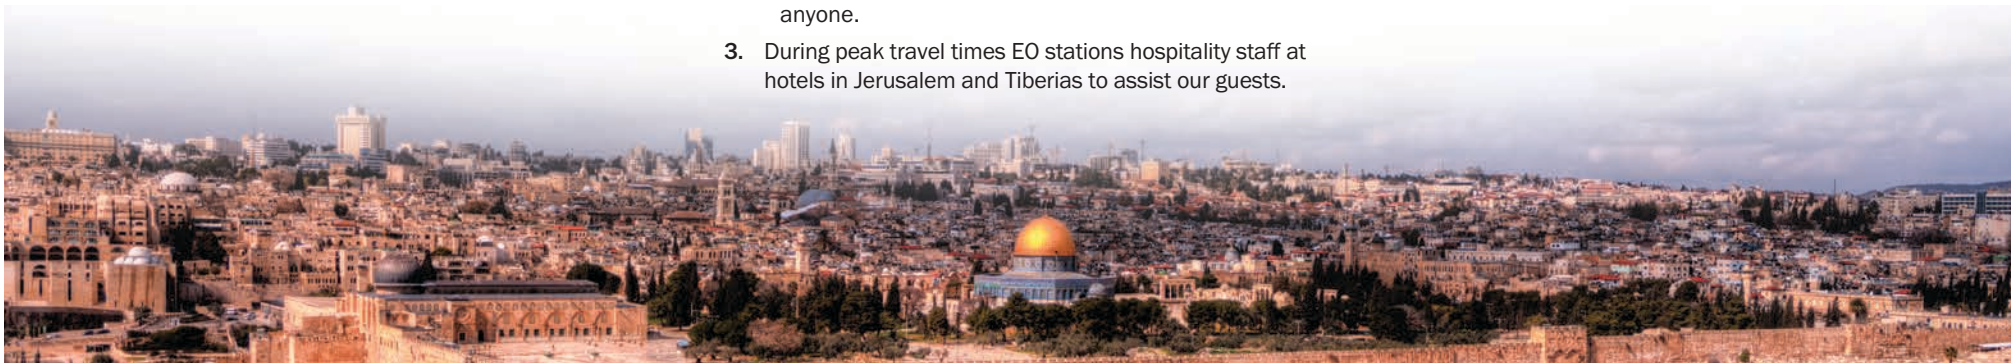 anyone.
3. During peak travel times EO stations hospitality staff at
hotels in Jerusalem and Tiberias to assist our guests.